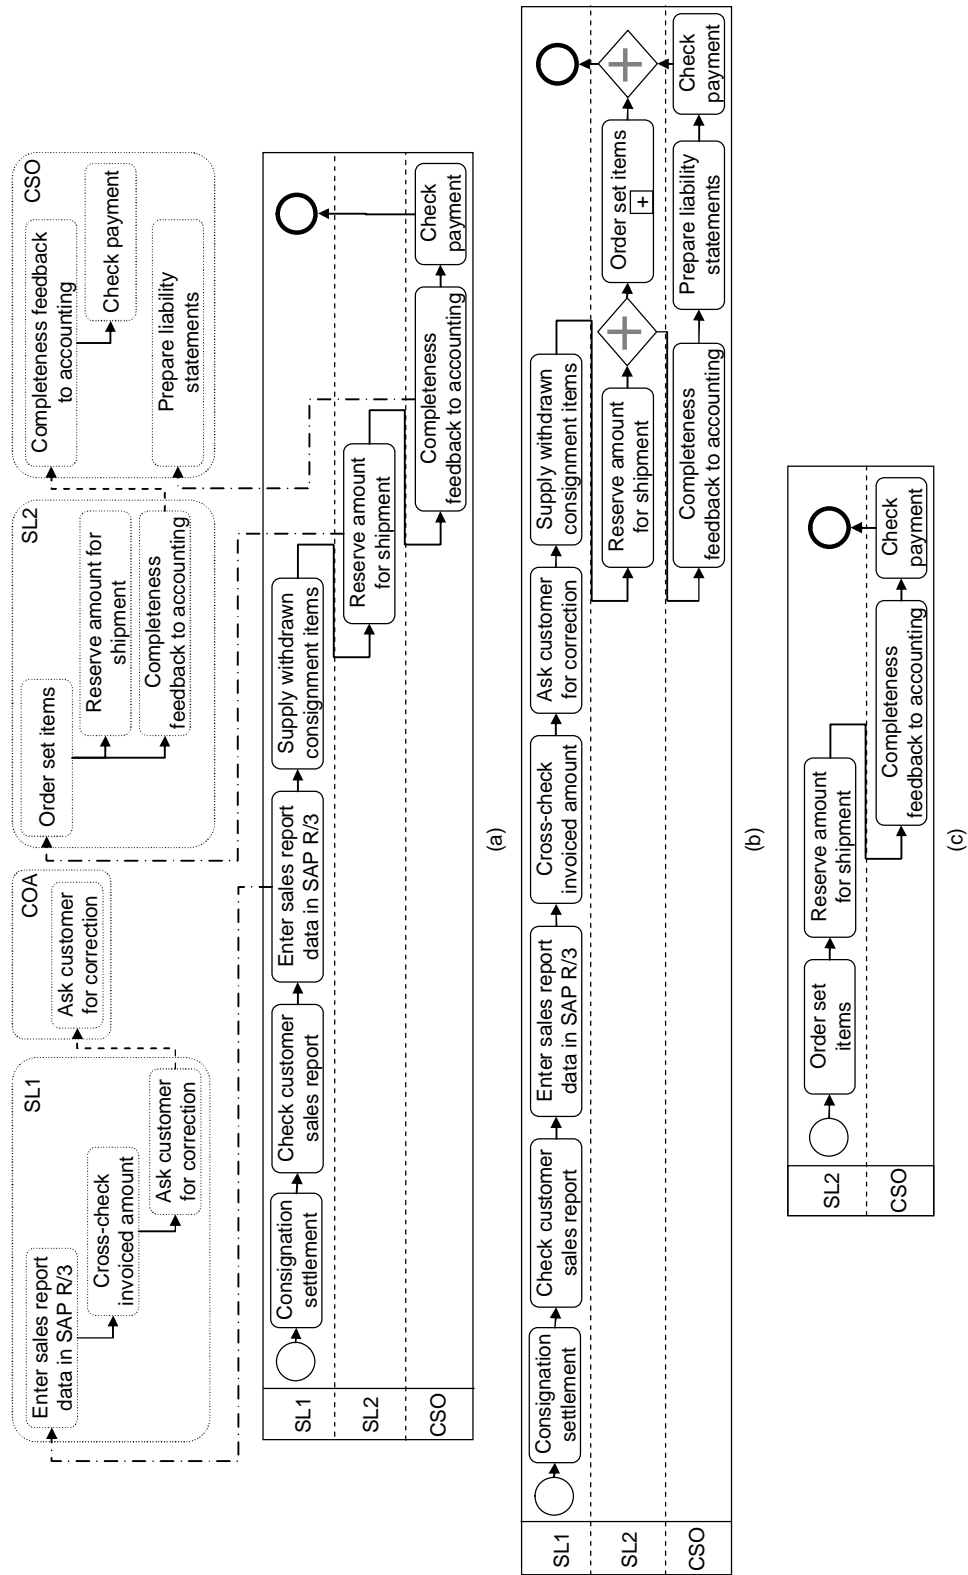 SL1
Enter sales report
data in SAP R/3
Cross-check
invoiced amount
Ask customer
for correction
COA
Ask customer
for correction
SL2
Order set items
Reserve amount for
shipment
Completeness
feedback to accounting
CSO
Completeness feedback
to accounting
Check payment
Prepare liability
statements
SL1
SL2
CSO
Consignation
settlement
Check customer
sales report
Enter sales report
data in SAP R/3
Supply withdrawn
consignment items
Reserve amount
for shipment
Completeness
feedback to accounting
Check
payment
(a)
SL1
SL2
CSO
Consignation
settlement
Check customer
sales report
Enter sales report
data in SAP R/3
Cross-check
invoiced amount
Ask customer
for correction
Supply withdrawn
consignment items
Reserve amount
for shipment
Order set items
+
Completeness
feedback to accounting
Prepare liability
statements
Check
payment
(b)
SL2
CSO
Order set
items
Reserve amount
for shipment
Completeness
feedback to accounting
Check
payment
(c)